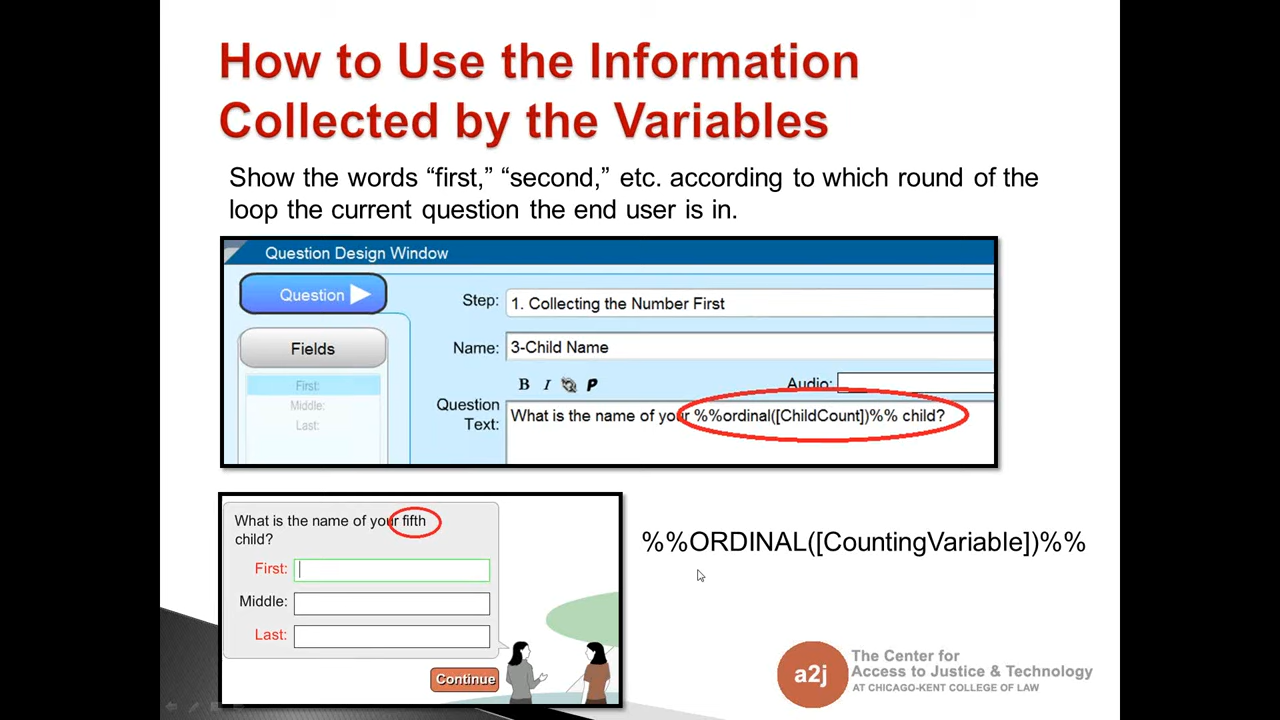 How to Use the Information
Collected by the Variables
Show the words “first,” “second,” etc. according to which round of the
loop the current question the end user is in.
Question Design Window
Question
Step: 1. Collecting the Number First
Fields
Name: 3-Child Name
First:
Middle:
Last:
B I P
Audio:
Question
Text:
What is the name of your %%ordinal([ChildCount])%% child?
What is the name of your fifth
child?
First:
Middle:
Last:
Continue
%%ORDINAL([CountingVariable])%%
a2j
The Center for
Access to Justice & Technology
AT CHICAGO-KENT COLLEGE OF LAW